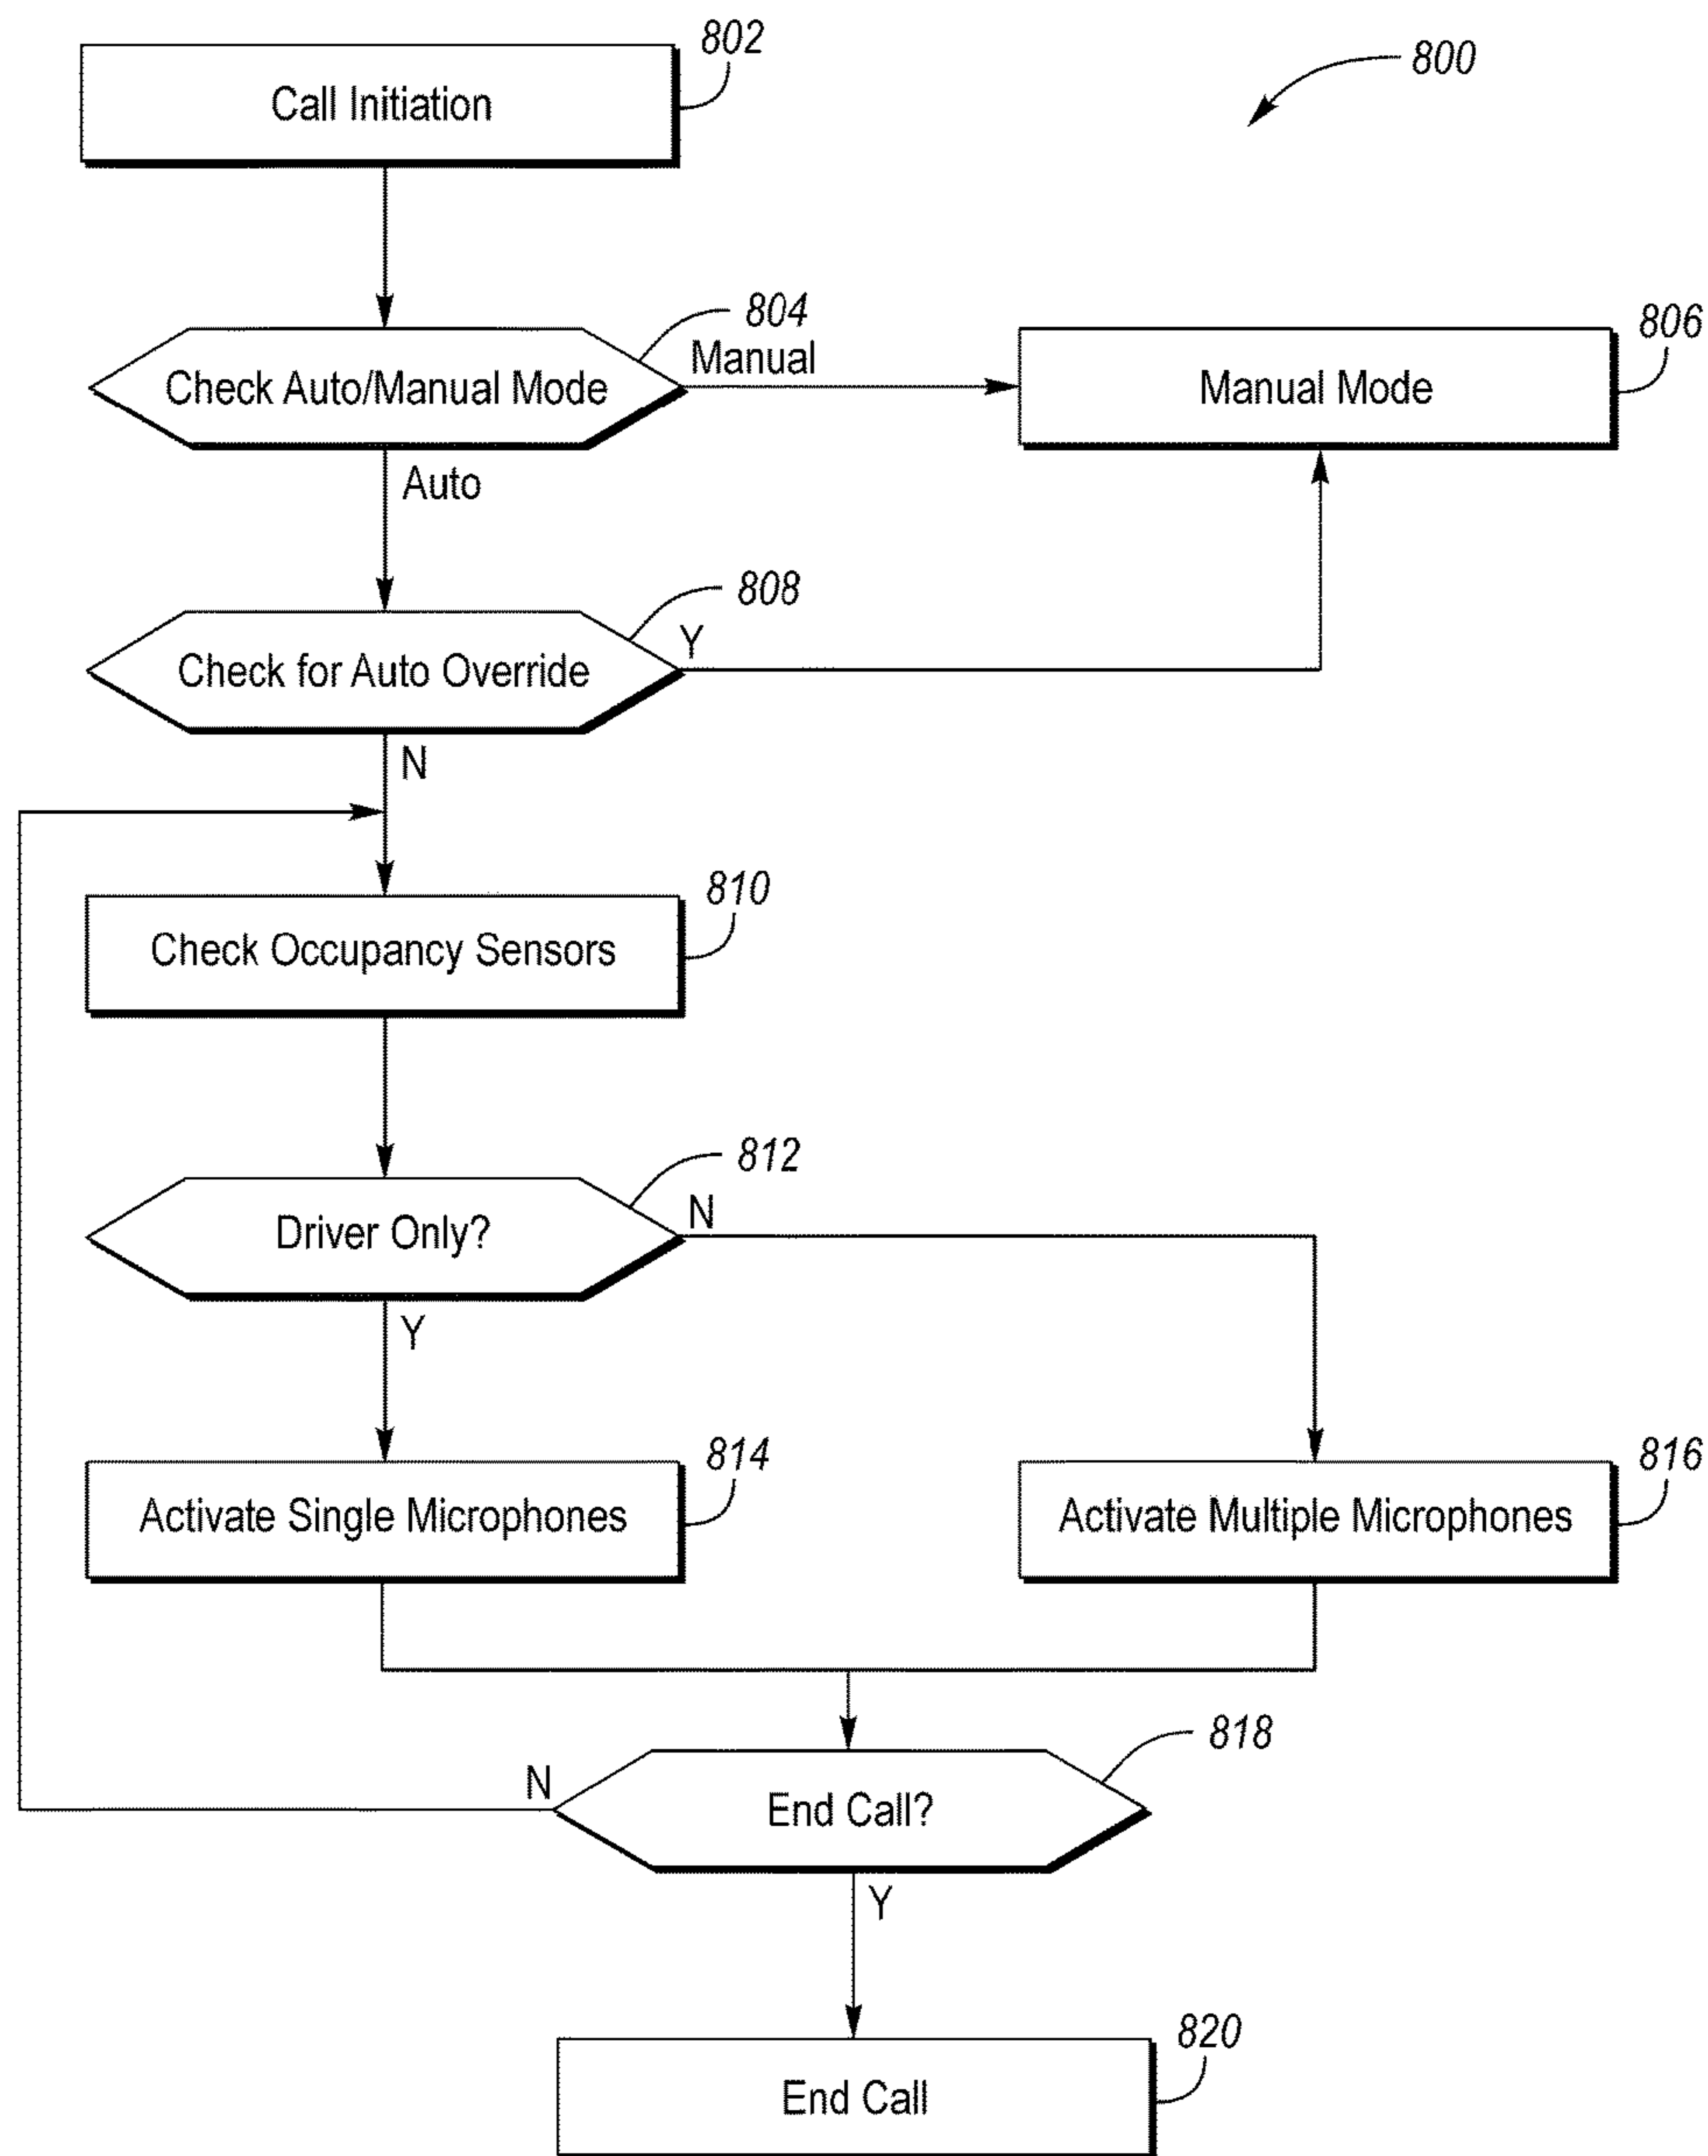 802
800
Call Initiation
804
806
Manual
Check Auto/Manual Mode
Manual Mode
Auto
808
Y
Check for Auto Override
N
810
Check Occupancy Sensors
812
N
Driver Only?
Y
814
816
Activate Single Microphones
Activate Multiple Microphones
818
N
End Call?
Y
820
End Call